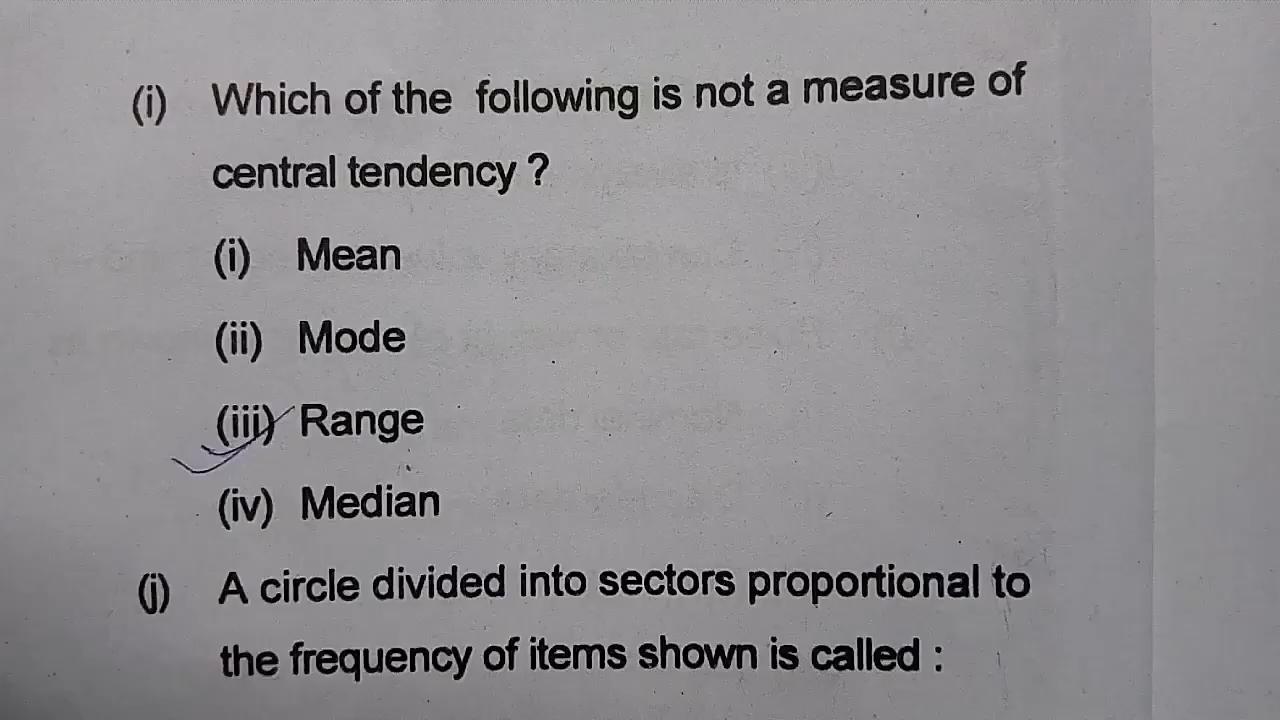 (i) Which of the following is not a measure of
central tendency ?
(i) Mean
(ii) Mode
(iii) Range
(iv) Median
(j) A circle divided into sectors proportional to
the frequency of items shown is called :